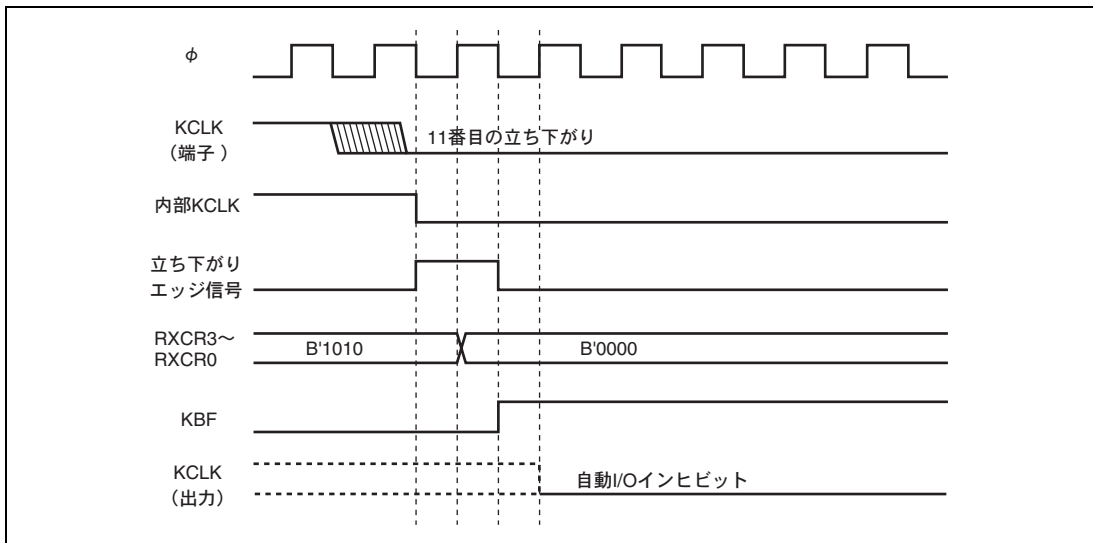 φ
KCLK
（端子 ）
11番目の立ち下がり
内部KCLK
立ち下がり
エッジ信号
RXCR3～
RXCR0
B'1010
B'0000
KBF
KCLK
（出力）
自動I/Oインヒビット